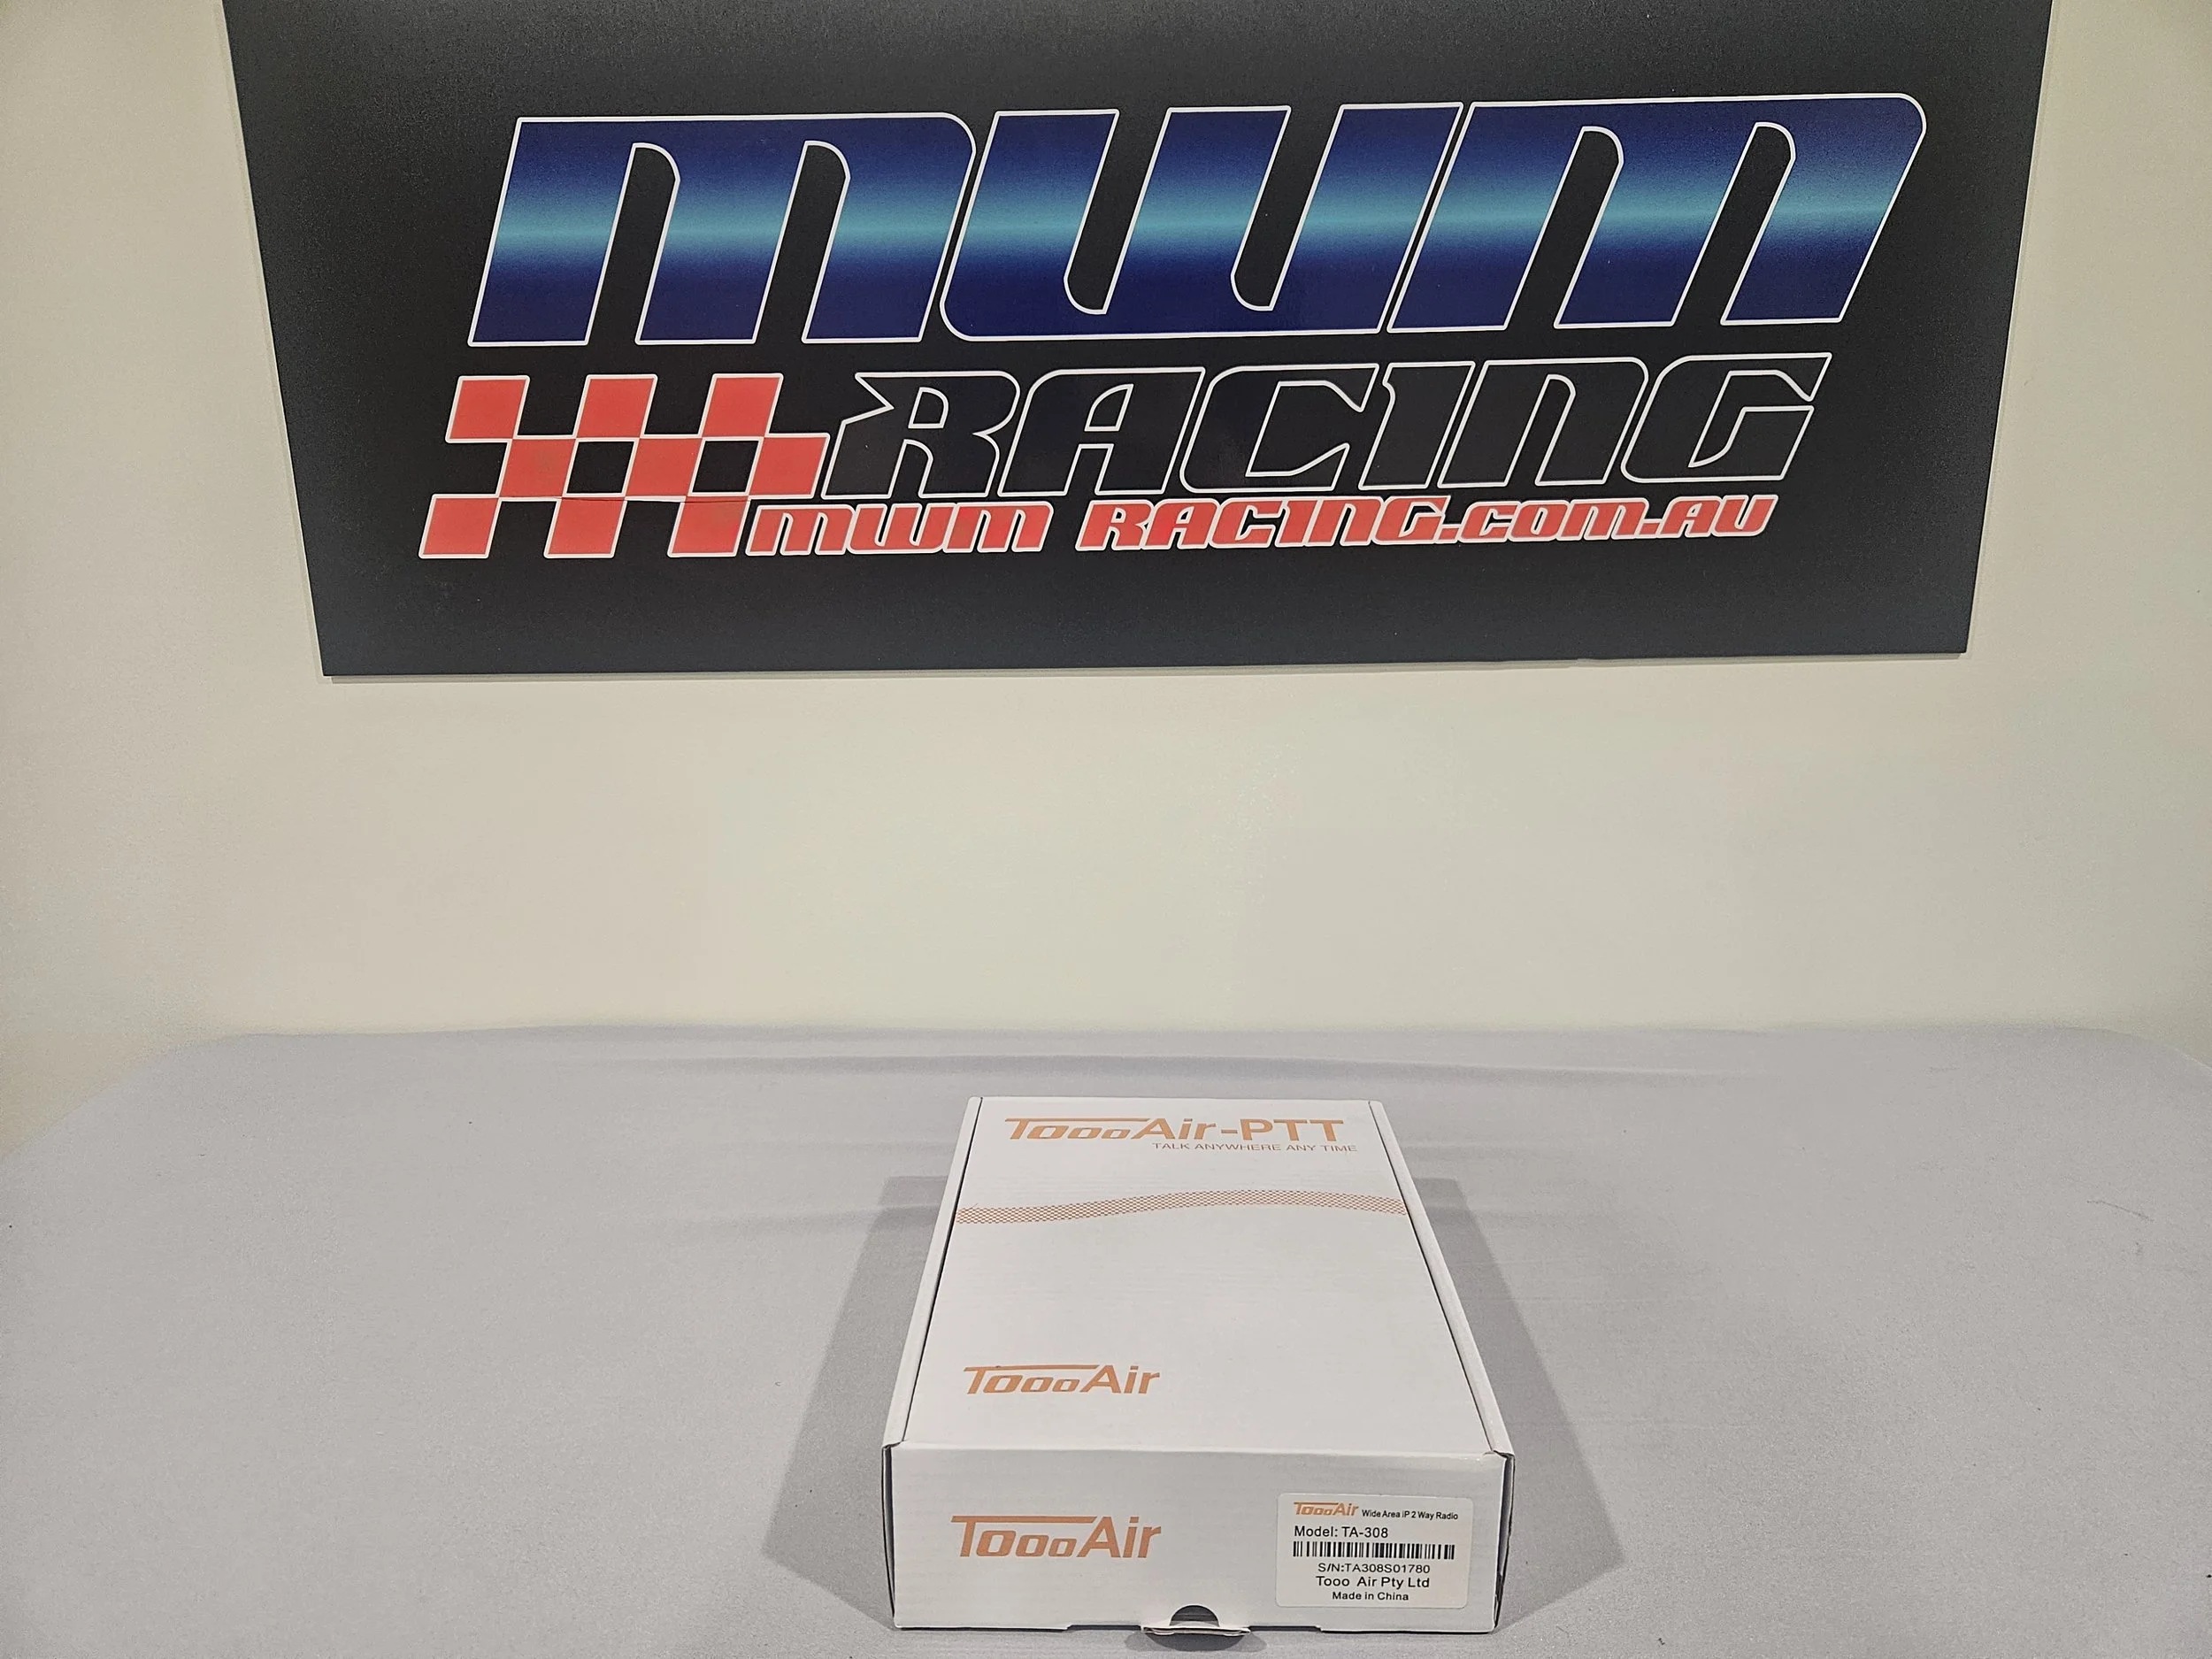 MWM
RACING
MWM RACING.COM.AU
ToooAir-PTT
TALK ANYWHERE ANY TIME
ToooAir
ToooAir
ToooAir Wide Area iP 2 Way Radio
Model: TA-308
S/N:TA308S01780
Tooo Air Pty Ltd
Made in China